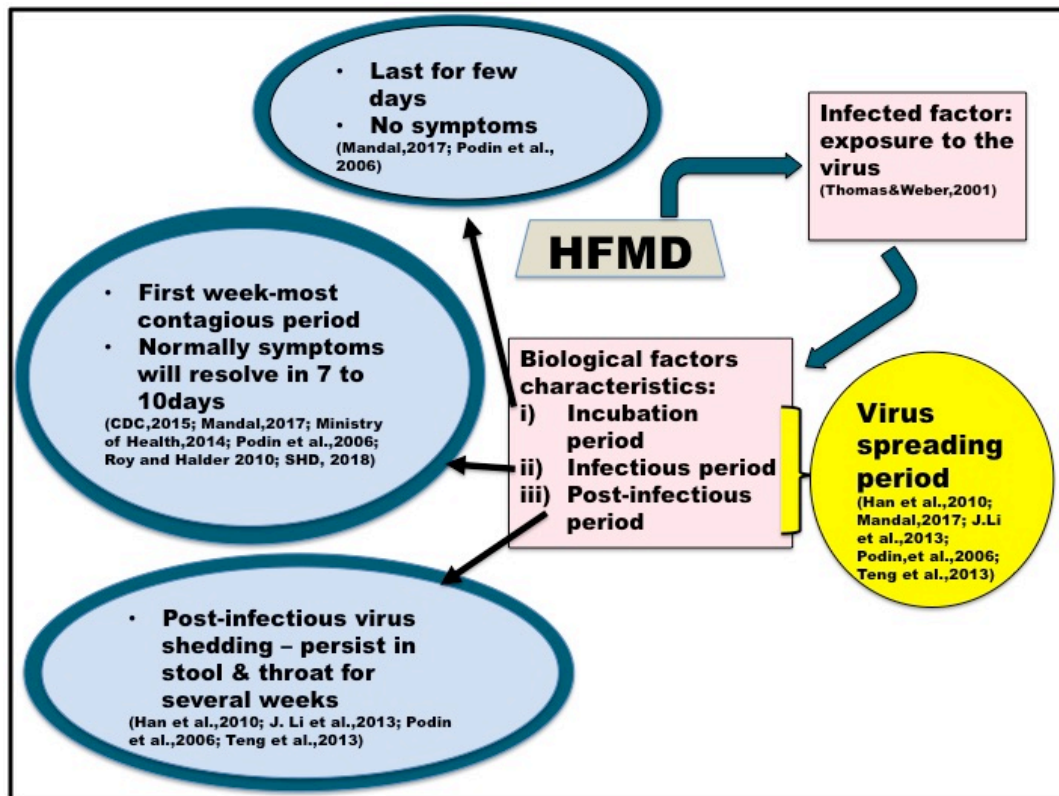 • Last for few
days
• No symptoms
(Mandal,2017; Podin et al.,
2006)
Infected factor:
exposure to the
virus
(Thomas&Weber,2001)
HFMD
• First week-most
contagious period
• Normally symptoms
will resolve in 7 to
10days
(CDC,2015; Mandal,2017; Ministry
of Health,2014; Podin et al.,2006;
Roy and Halder 2010; SHD, 2018)
Biological factors
characteristics:
i) Incubation
period
ii) Infectious period
iii) Post-infectious
period
Virus
spreading
period
(Han et al.,2010;
Mandal,2017; J.Li
et al.,2013;
Podin,et al.,2006;
Teng et al.,2013)
• Post-infectious virus
shedding – persist in
stool & throat for
several weeks
(Han et al.,2010; J. Li et al.,2013; Podin
et al.,2006; Teng et al.,2013)